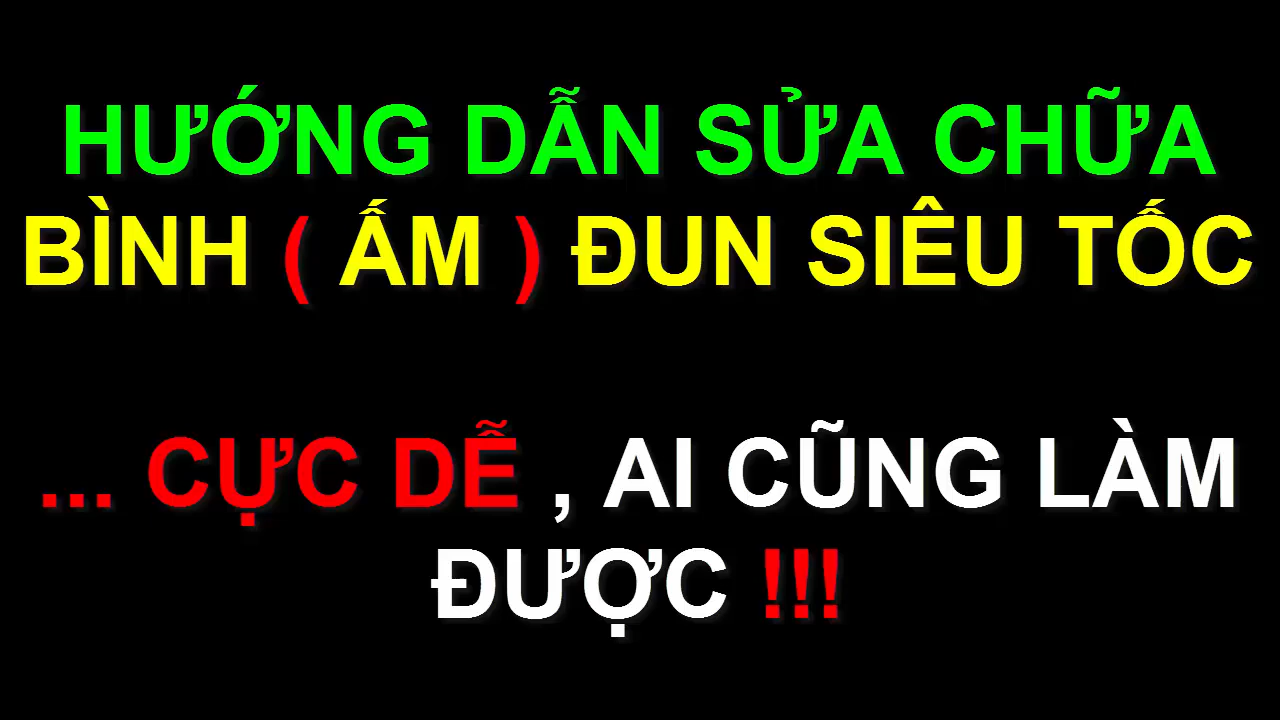 HƯỚNG DẪN SỬA CHỮA
BÌNH ( ẤM ) ĐUN SIÊU TỐC
... CỰC DỄ , AI CŨNG LÀM
ĐƯỢC !!!